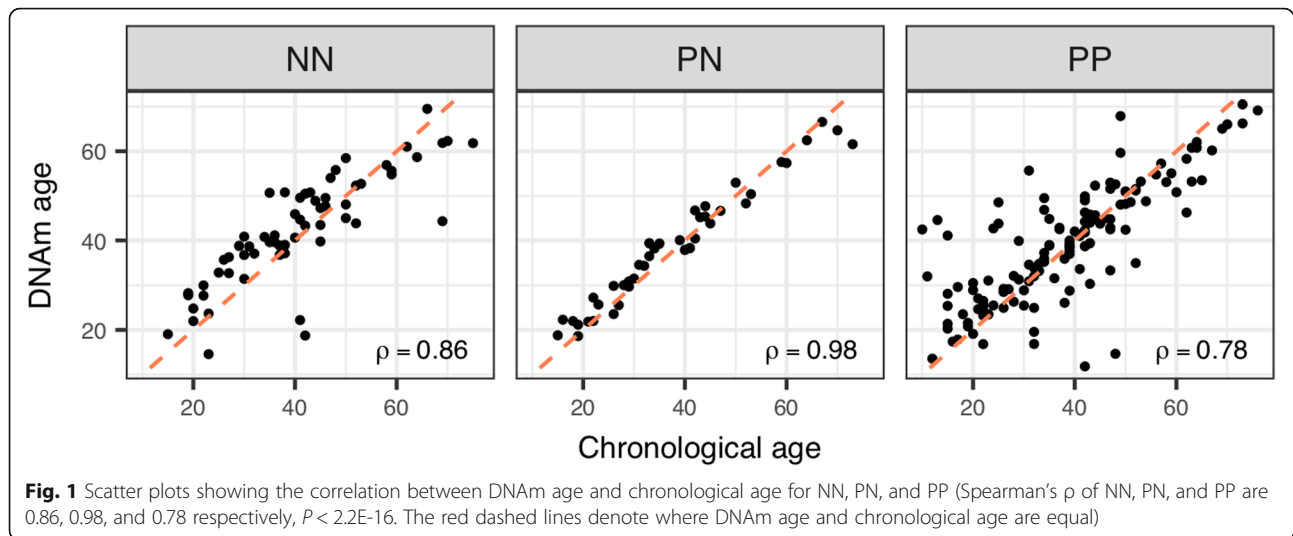 NN PN PP
60
40
20
DNAm age
ρ = 0.86 ρ = 0.98 ρ = 0.78
20 40 60 20 40 60 20 40 60
Chronological age
Fig. 1 Scatter plots showing the correlation between DNAm age and chronological age for NN, PN, and PP (Spearman's ρ of NN, PN, and PP are
0.86, 0.98, and 0.78 respectively, P < 2.2E-16. The red dashed lines denote where DNAm age and chronological age are equal)